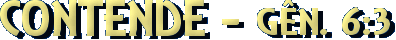 CONTENDE - GÊN. 6:3